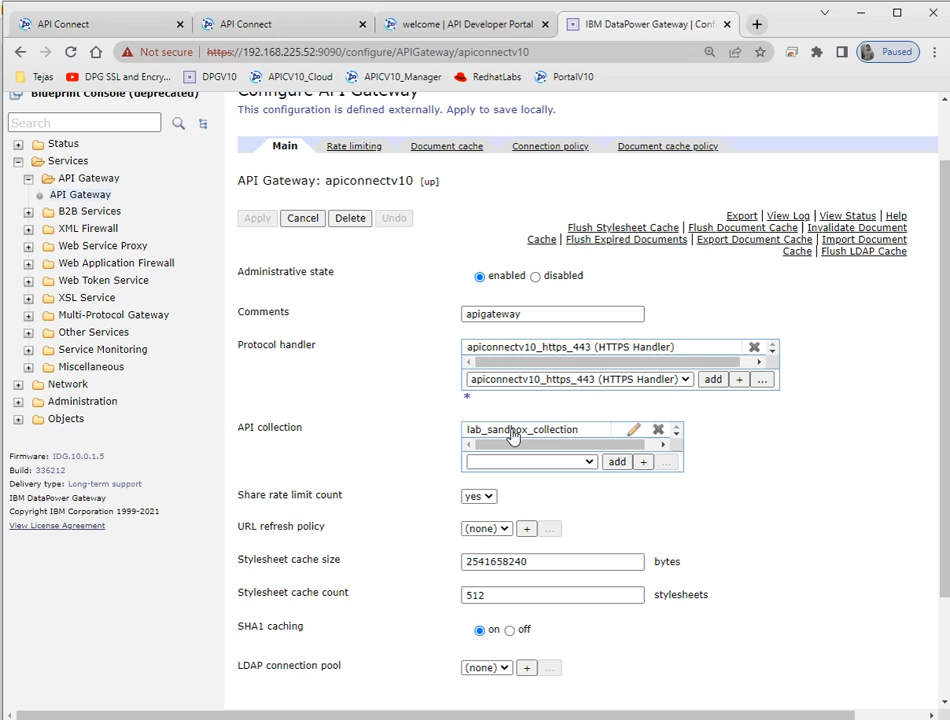 API Connect
API Connect
welcome | API Developer Portal
IBM DataPower Gateway | Conf
Not secure
https://192.168.225.52:9090/configure/APIGateway/apiconnectv10
Paused
Tejas
DPG SSL and Encry...
DPGV10
APICV10_Cloud
APICV10_Manager
RedhatLabs
PortalV10
Blueprint Console (deprecated)
Search
Status
Services
API Gateway
API Gateway
B2B Services
XML Firewall
Web Service Proxy
Web Application Firewall
Web Token Service
XSL Service
Multi-Protocol Gateway
Other Services
Service Monitoring
Miscellaneous
Network
Administration
Objects
Firmware: IDG.10.0.1.5
Build: 336212
Delivery type: Long-term support
IBM DataPower Gateway
Copyright IBM Corporation 1999-2021
View License Agreement
Configure API Gateway
This configuration is defined externally. Apply to save locally.
Main
Rate limiting
Document cache
Connection policy
Document cache policy
API Gateway: apiconnectv10 [up]
Apply
Cancel
Delete
Undo
Export | View Log | View Status | Help
Flush Stylesheet Cache | Flush Document Cache | Invalidate Document
Cache | Flush Expired Documents | Export Document Cache | Import Document
Cache | Flush LDAP Cache
Administrative state
enabled
disabled
Comments
apigateway
Protocol handler
apiconnectv10_https_443 (HTTPS Handler)
apiconnectv10_https_443 (HTTPS Handler)
add
+
...
*
API collection
lab_sandbox_collection
add
+
...
Share rate limit count
yes
URL refresh policy
(none)
+
...
Stylesheet cache size
2541658240
bytes
Stylesheet cache count
512
stylesheets
SHA1 caching
on
off
LDAP connection pool
(none)
+
...